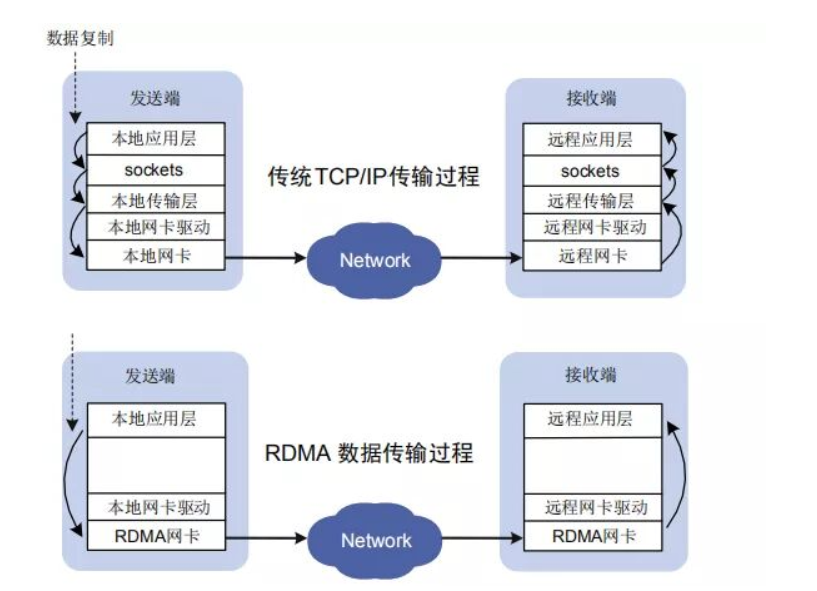 数据复制
发送端
本地应用层
sockets
本地传输层
本地网卡驱动
本地网卡
传统TCP/IP传输过程
Network
接收端
远程应用层
sockets
远程传输层
远程网卡驱动
远程网卡
发送端
本地应用层
本地网卡驱动
RDMA网卡
RDMA 数据传输过程
Network
接收端
远程应用层
远程网卡驱动
RDMA网卡